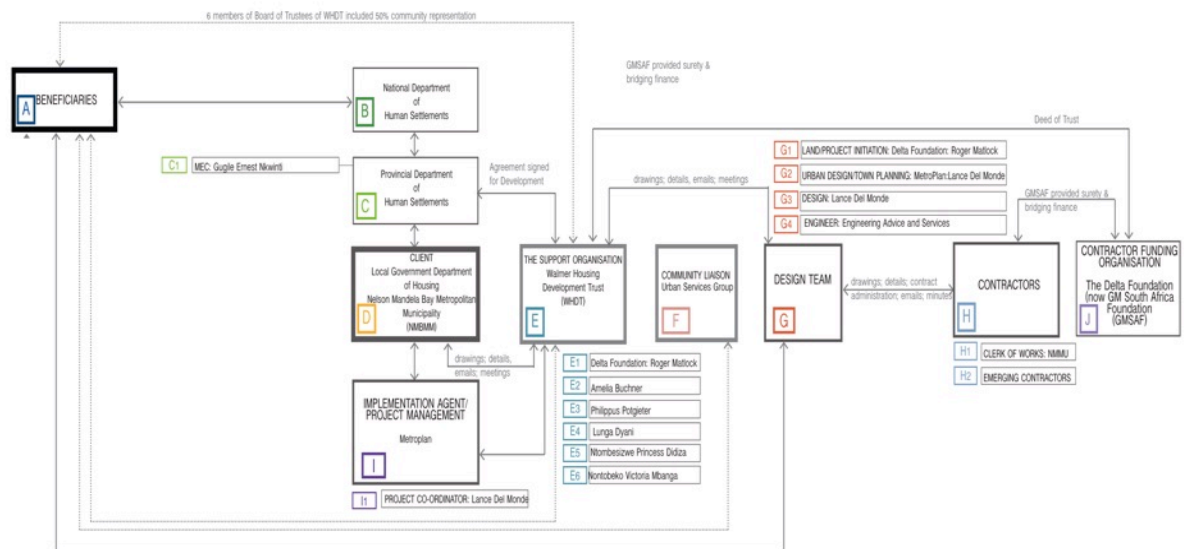 6 members of Board of Trustees of WHDT included 50% community representation
GMSAF provided surety &
bridging finance
A
BENEFICIARIES
National Department
of
Human Settlements
B
Deed of Trust
C1
MEC: Gugile Ernest Nkwinti
Provincial Department
of
Human Settlements
C
Agreement signed
for Development
drawings; details, emails; meetings
G1
LAND/PROJECT INITIATION: Delta Foundation: Roger Matlock
G2
URBAN DESIGN/TOWN PLANNING: MetroPlan:Lance Del Monde
G3
DESIGN: Lance Del Monde
G4
ENGINEER: Engineering Advice and Services
GMSAF provided surety &
bridging finance
CLIENT
Local Government Department
of Housing
Nelson Mandela Bay Metropolitan
Municipality
(NMBMM)
D
THE SUPPORT ORGANISATION
Walmer Housing
Development Trust
(WHDT)
E
COMMUNITY LIAISON
Urban Services Group
F
DESIGN TEAM
G
drawings; details; contract
administration; emails; minutes
CONTRACTORS
H
CONTRACTOR FUNDING
ORGANISATION
The Delta Foundation
(now GM South Africa
Foundation
(GMSAF)
J
H1
CLERK OF WORKS: NMMU
H2
EMERGING CONTRACTORS
drawings; details,
emails; meetings
E1
Delta Foundation: Roger Matlock
E2
Amelia Buchner
E3
Philippus Potgieter
E4
Lunga Dyani
E5
Ntombesizwe Princess Didiza
E6
Nontobeko Victoria Mbanga
IMPLEMENTATION AGENT/
PROJECT MANAGEMENT
Metroplan
I
I1
PROJECT CO-ORDINATOR: Lance Del Monde